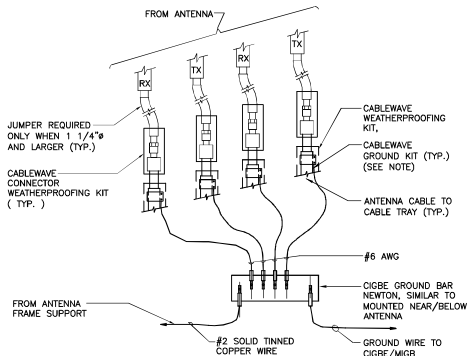 FROM ANTENNA
RX
TX
RX
TX
JUMPER REQUIRED
ONLY WHEN 1 1/4"ø
AND LARGER (TYP.)
CABLEWAVE
CONNECTOR
WEATHERPROOFING KIT
( TYP. )
CABLEWAVE
WEATHERPROOFING
KIT,
CABLEWAVE
GROUND KIT (TYP.)
(SEE NOTE)
ANTENNA CABLE TO
CABLE TRAY (TYP.)
#6 AWG
CIGBE GROUND BAR
NEWTON, SIMILAR TO
MOUNTED NEAR/BELOW
ANTENNA
FROM ANTENNA
FRAME SUPPORT
#2 SOLID TINNED
COPPER WIRE
GROUND WIRE TO
CIGBE/MIGB